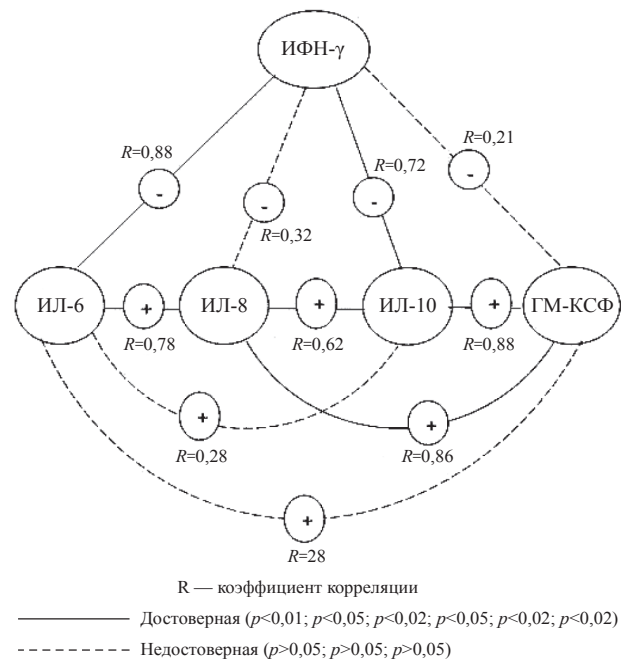 ИФН-γ
R=0,88
R=0,21
R=0,72
-
-
-
-
R=0,32
ИЛ-6
+
ИЛ-8
+
ИЛ-10
+
ГМ-КСФ
R=0,78
R=0,62
R=0,88
+
+
R=0,28
R=0,86
+
R=28
R — коэффициент корреляции
Достоверная (p<0,01; p<0,05; p<0,02; p<0,05; p<0,02; p<0,02)
Недостоверная (p>0,05; p>0,05; p>0,05)